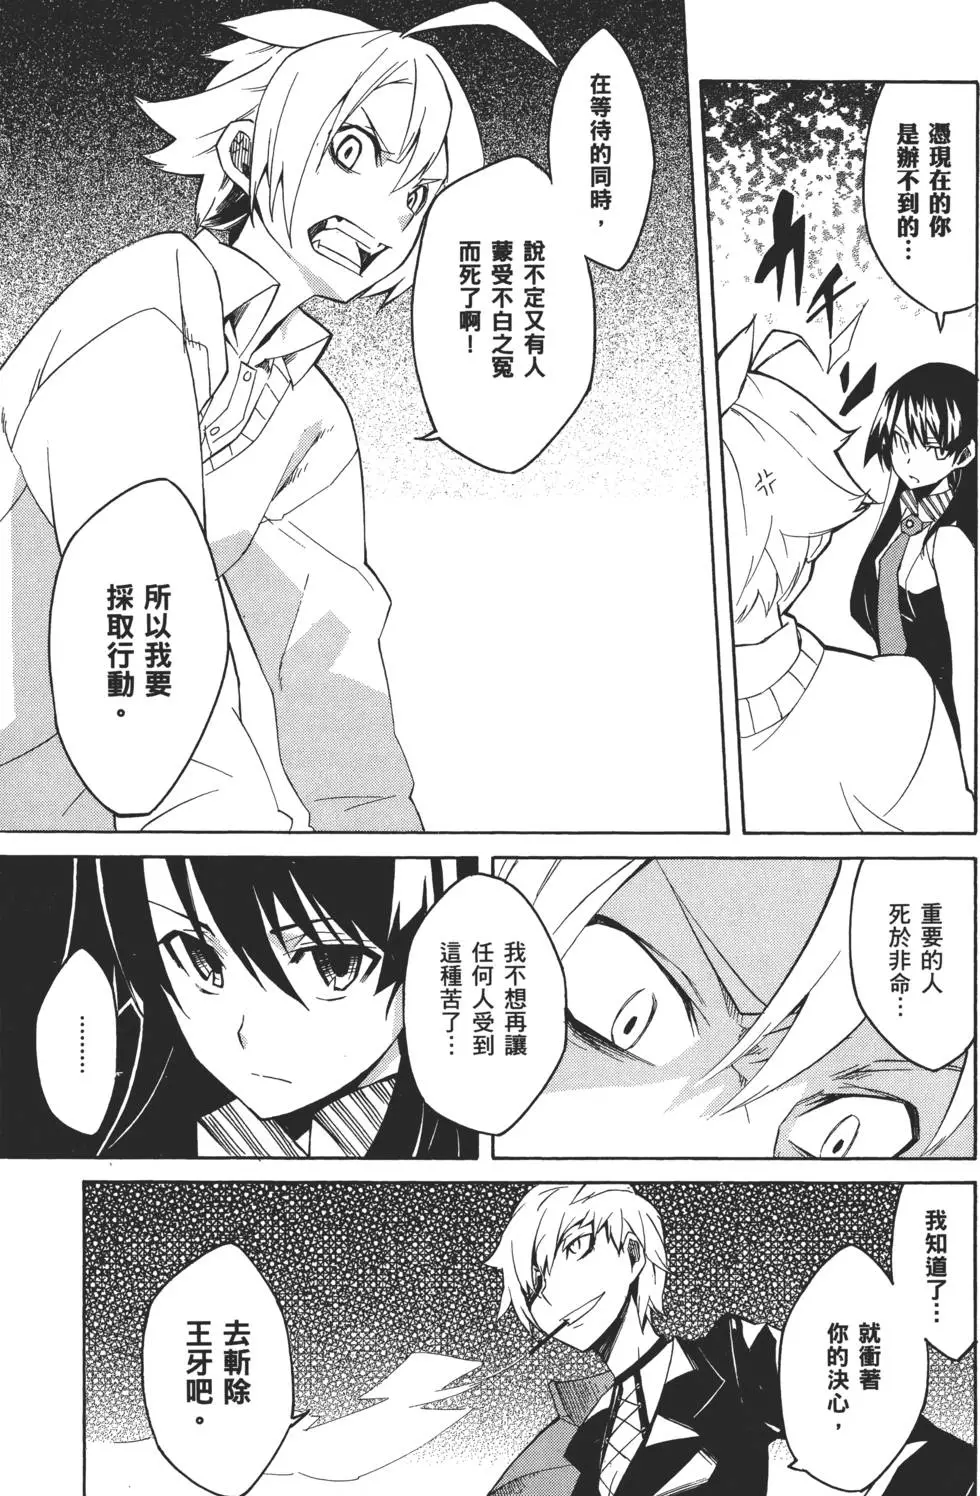 憑現在的你
是辦不到的…
在等待的同時，
說不定又有人
蒙受不白之冤
而死了啊！
所以我要
採取行動。
重要的人
死於非命…
我不想再讓
任何人受到
這種苦了…
………
我知道了…
就衝著
你的決心，
去斬除
王牙吧。